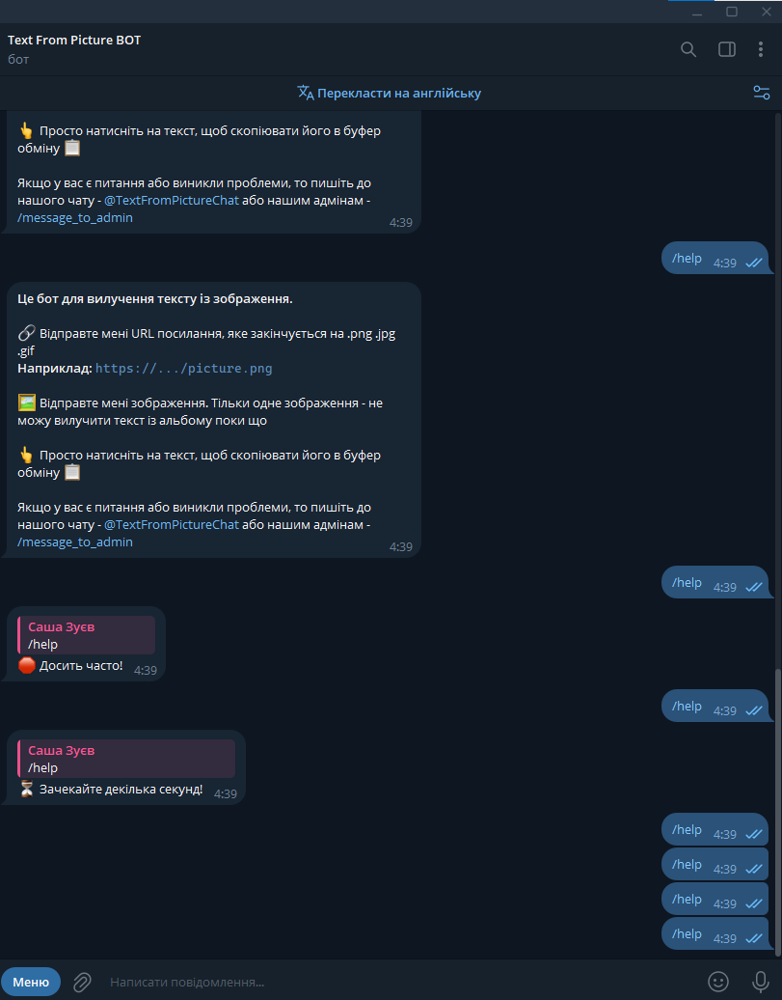 Text From Picture BOT
бот
Перекласти на англійську
👆 Просто натисніть на текст, щоб скопіювати його в буфер
обміну 📋
Якщо у вас є питання або виникли проблеми, то пишіть до
нашого чату - @TextFromPictureChat або нашим адмінам -
/message_to_admin
4:39
/help 4:39
Це бот для вилучення тексту із зображення.
🔗 Відправте мені URL посилання, яке закінчується на .png .jpg
.gif
Наприклад: https://.../picture.png
🖼 Відправте мені зображення. Тільки одне зображення - не
можу вилучити текст із альбому поки що
👆 Просто натисніть на текст, щоб скопіювати його в буфер
обміну 📋
Якщо у вас є питання або виникли проблеми, то пишіть до
нашого чату - @TextFromPictureChat або нашим адмінам -
/message_to_admin
4:39
/help 4:39
Саша Зуєв
/help
🛑 Досить часто! 4:39
/help 4:39
Саша Зуєв
/help
⏳ Зачекайте декілька секунд! 4:39
/help 4:39
/help 4:39
/help 4:39
/help 4:39
Меню
Написати повідомлення...